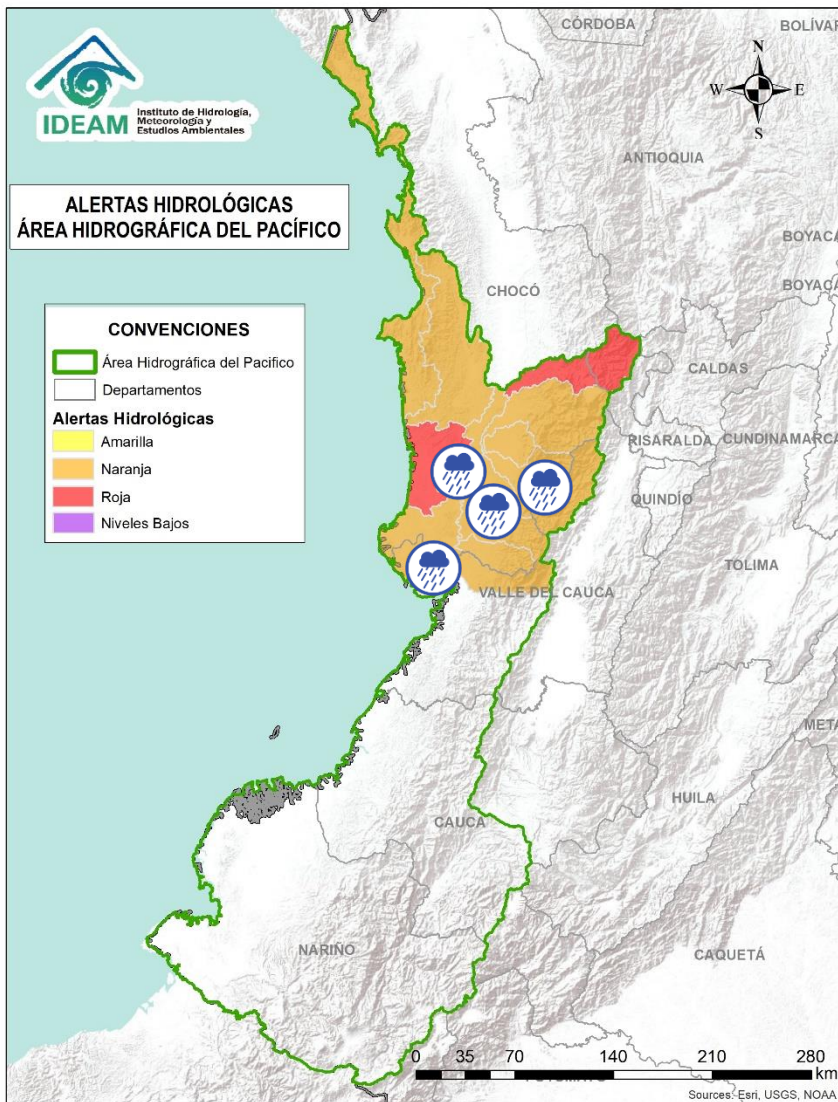 IDEAM
Instituto de Hidrología,
Meteorología y
Estudios Ambientales
ALERTAS HIDROLÓGICAS
ÁREA HIDROGRÁFICA DEL PACÍFICO
CONVENCIONES
Área Hidrográfica del Pacifico
Departamentos
Alertas Hidrológicas
Amarilla
Naranja
Roja
Niveles Bajos
N
W
E
S
CÓRDOBA
BOLÍVAR
ANTIOQUIA
BOYACÁ
BOYACÁ
CHOCÓ
CALDAS
RISARALDA
CUNDINAMARCA
QUINDÍO
TOLIMA
VALLE DEL CAUCA
META
HUILA
CAUCA
NARIÑO
CAQUETÁ
0 35 70 140 210 280
km
Sources: Esri, USGS, NOAA